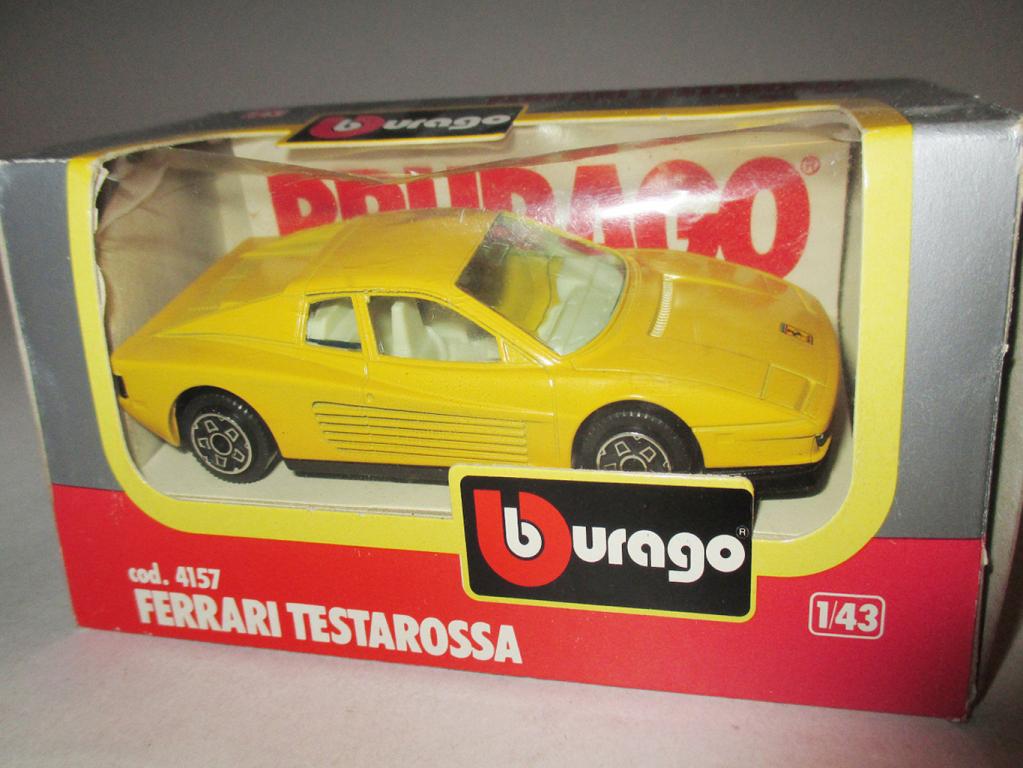 burago
BBURAGO®
burago®
cod. 4157
FERRARI TESTAROSSA
1/43